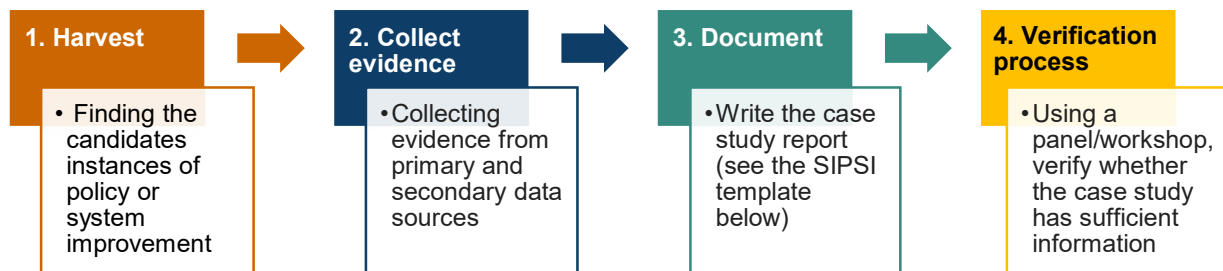 1. Harvest
• Finding the
candidates
instances of
policy or
system
improvement
2. Collect
evidence
•Collecting
evidence from
primary and
secondary data
sources
3. Document
•Write the case
study report
(see the SIPSI
template
below)
4. Verification
process
•Using a
panel/workshop,
verify whether
the case study
has sufficient
information